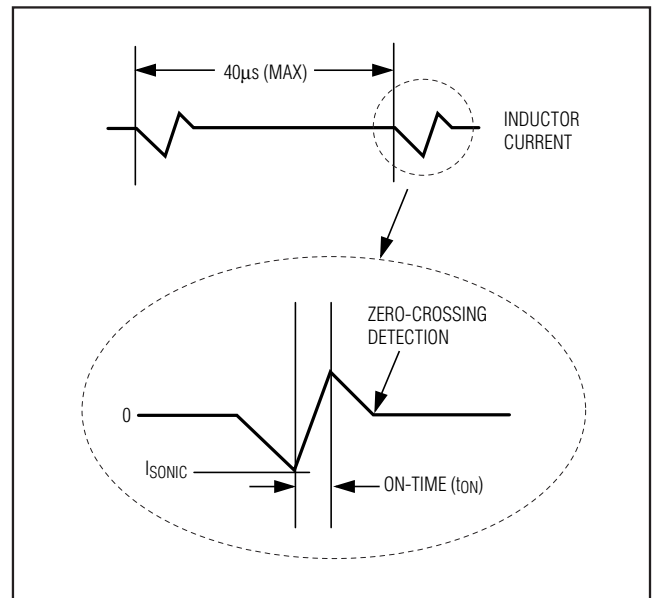 40μs (MAX)
INDUCTOR
CURRENT
ZERO-CROSSING
DETECTION
0
ISONIC
ON-TIME (tON)